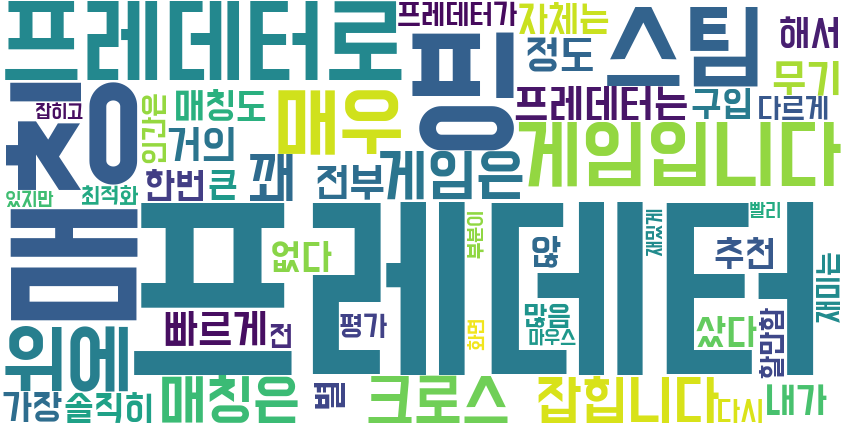 프레데터로
프레데터가
자체는
해서
스팀
정도
핑
매칭
잡히고
인간은
매칭도
매우
거의
프레데터는
구입
무기
다르게
게임입니다
있지만
최적화
한번
큰
꽤
전부
게임은
프레데터
없다
부분이
않
재밌게
추천
빨리
재미는
위에
빠르게
전
평가
화면
많음
마우스
쌌다
할만함
가장
솔직히
매칭은
별
크로스
잡힙니다
다시
내가